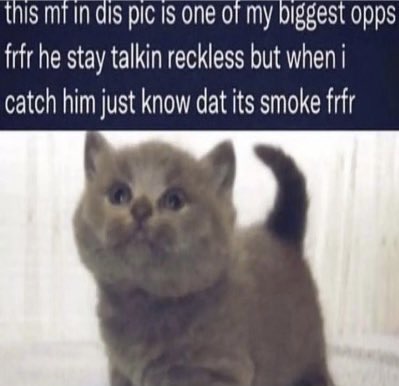 this mf in dis pic is one of my biggest opps
frfr he stay talkin reckless but when i
catch him just know dat its smoke frfr